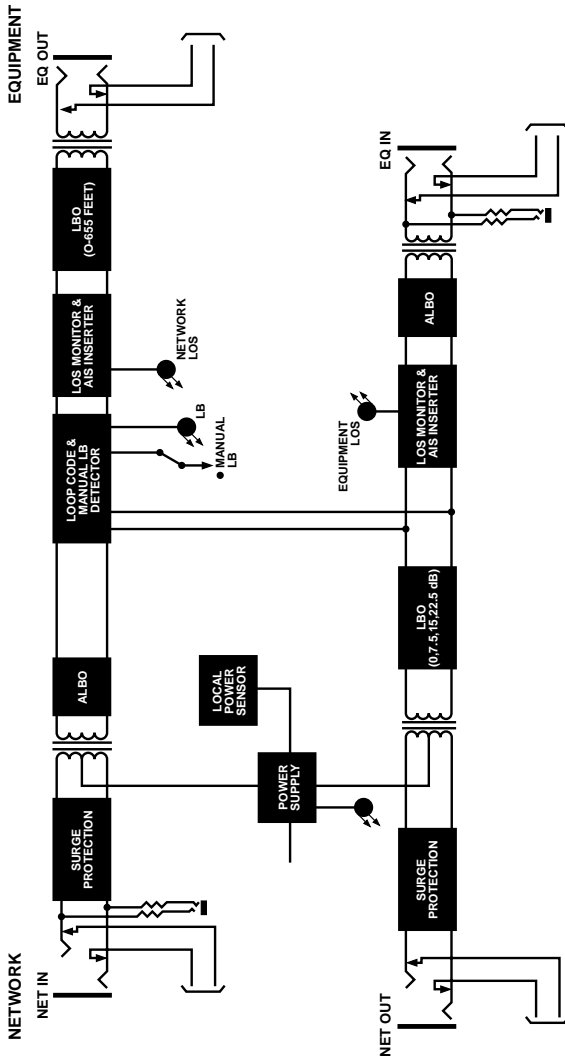 NETWORK
NET IN
SURGE
PROTECTION
ALBO
LOOP CODE &
MANUAL LB
DETECTOR
LOS MONITOR &
AIS INSERTER
LBO
(O-655 FEET)
EQUIPMENT
EQ OUT
MANUAL
LB
LB
NETWORK
LOS
LOCAL
POWER
SENSOR
POWER
SUPPLY
EQUIPMENT
LOS
NET OUT
SURGE
PROTECTION
LBO
(0,7.5,15,22.5 dB)
LOS MONITOR &
AIS INSERTER
ALBO
EQ IN